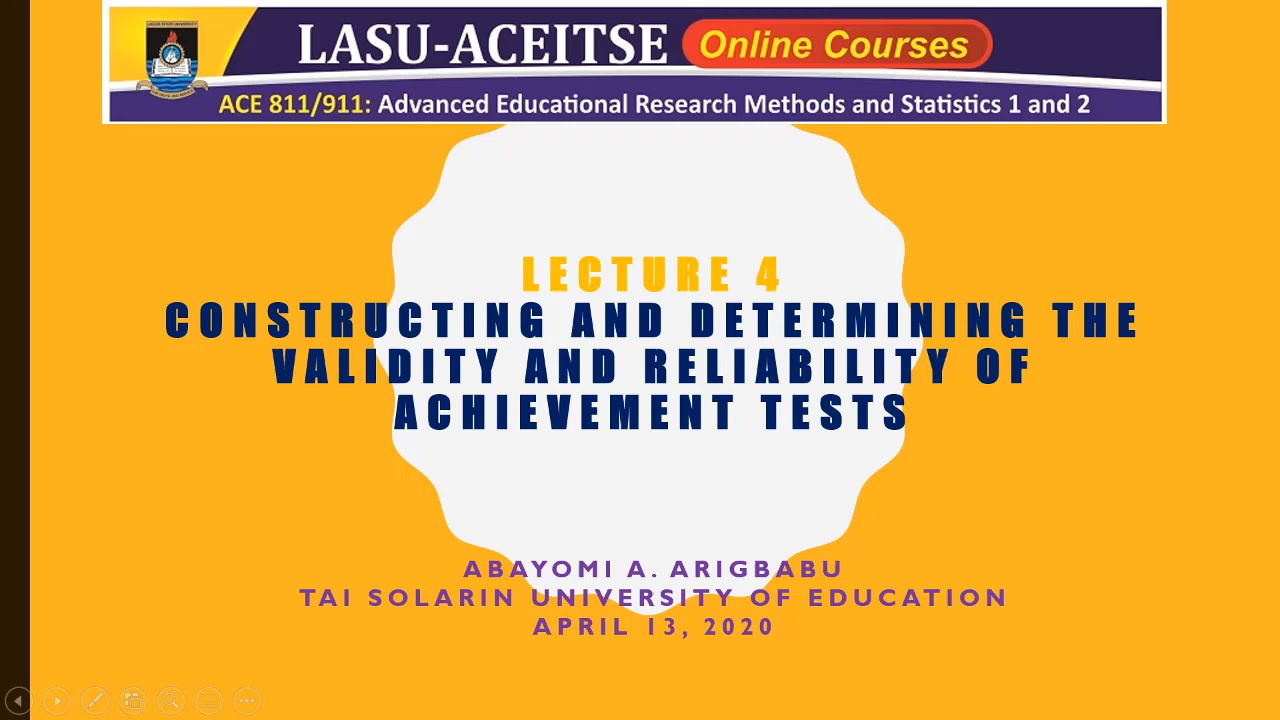 LASU-ACEITSE Online Courses
ACE 811/911: Advanced Educational Research Methods and Statistics 1 and 2
LECTURE 4
CONSTRUCTING AND DETERMINING THE
VALIDITY AND RELIABILITY OF
ACHIEVEMENT TESTS
ABAYOMI A. ARIGBABU
TAI SOLARIN UNIVERSITY OF EDUCATION
APRIL 13, 2020